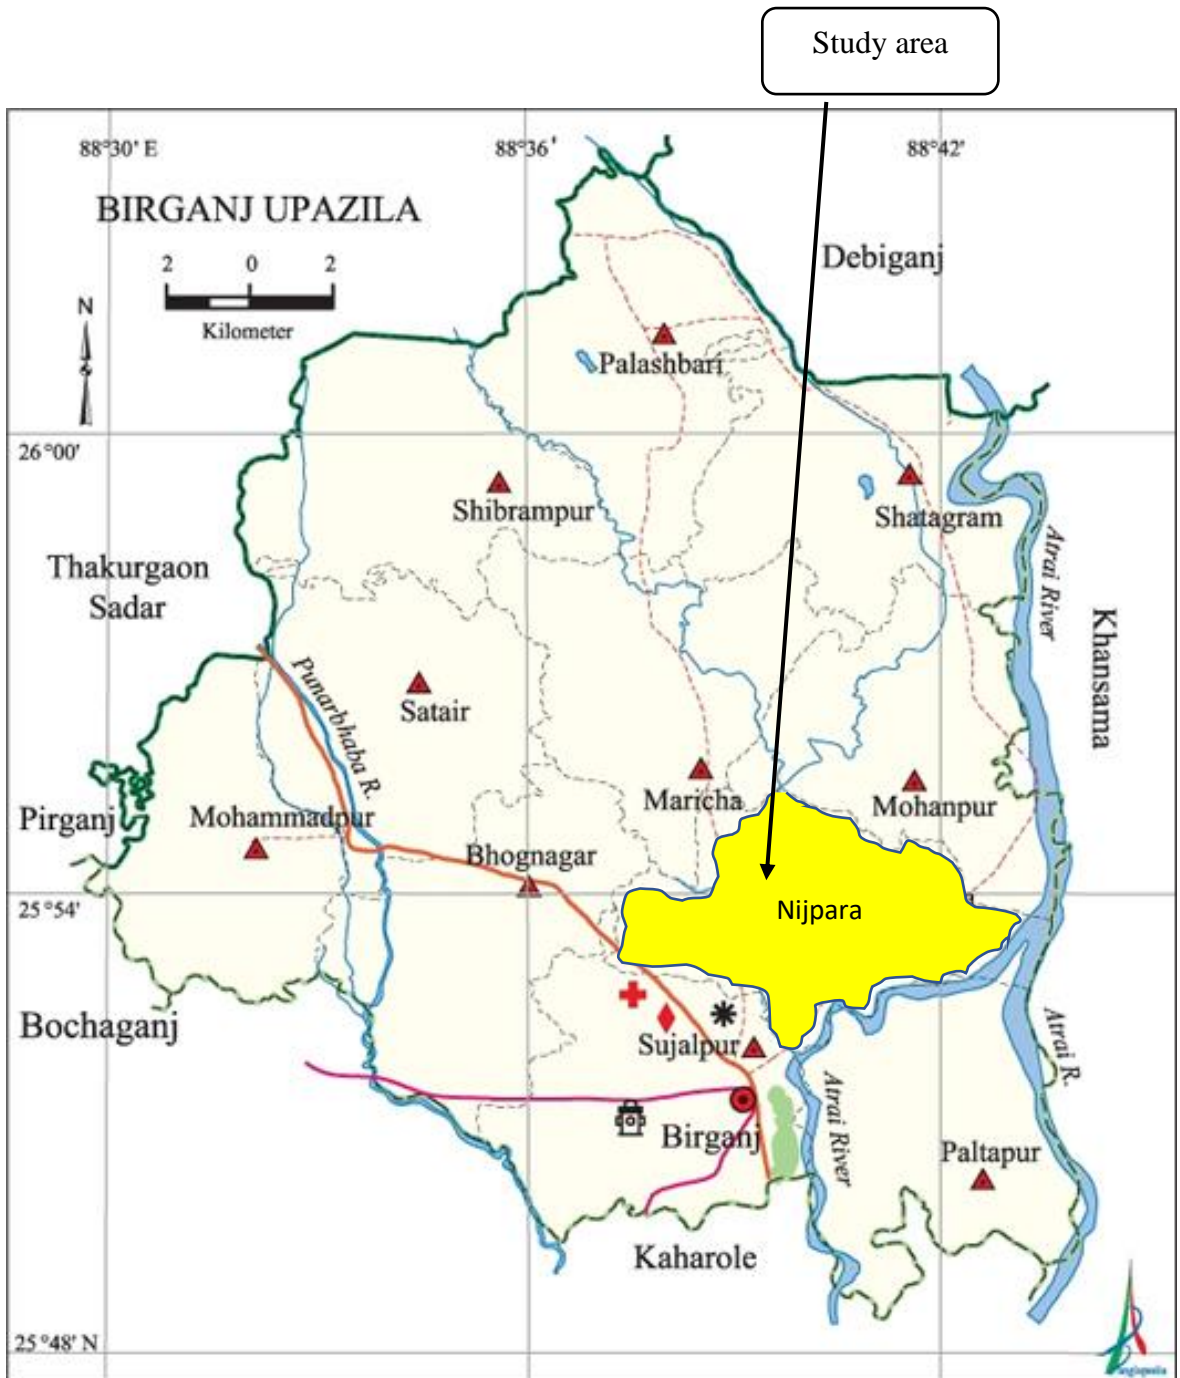 Study area
88°30' E
88°36'
88°42'
BIRGANJ UPAZILA
2 0 2
Kilometer
N
Debiganj
Palashbari
26°00'
Shibrampur
Shatagram
Atrai River
Thakurgaon
Sadar
Khansama
Punarbhaba R.
Satair
Maricha
Mohanpur
Pirganj
Mohammadpur
Bhognagar
25°54'
Nijpara
Bochaganj
Sujalpur
Atrai R.
Atrai River
Birganj
Paltapur
Kaharole
25°48' N